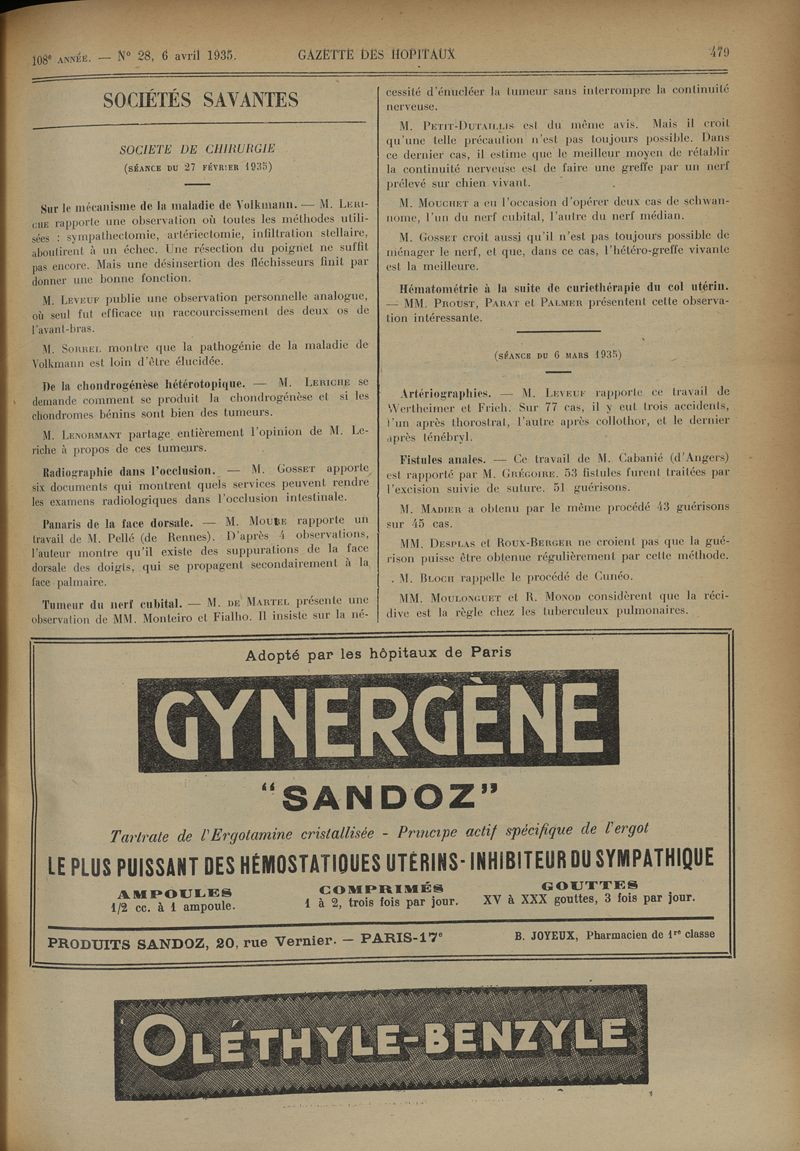 108e ANNÉE. — N° 28, 6 avril 1935.
GAZETTE DES HOPITAUX
479
SOCIÉTÉS SAVANTES
SOCIETE DE CHIRURGIE
(SÉANCE DU 27 FÉVRIER 1935)
Sur le mécanisme de la maladie de Volkmann. — M. LERI-
CHE rapporte une observation où toutes les méthodes utili-
sées : sympathectomie, artériectomie, infiltration stellaire,
aboutirent à un échec. Une résection du poignet ne suffit
pas encore. Mais une désinsertion des fléchisseurs finit par
donner une bonne fonction.
M. LEVEUF publie une observation personnelle analogue,
où seul fut efficace un raccourcissement des deux os de
l'avant-bras.
M. SORREL montre que la pathogénie de la maladie de
Volkmann est loin d'être élucidée.
De la chondrogénèse hétérotopique. — M. LERICHE se
demande comment se produit la chondrogénèse et si les
chondromes bénins sont bien des tumeurs.
M. LENORMANT partage entièrement l'opinion de M. Le-
riche à propos de ces tumeurs.
Radiographie dans l'occlusion. — M. GOSSET apporte
six documents qui montrent quels services peuvent rendre
les examens radiologiques dans l'occlusion intestinale.
Panaris de la face dorsale. — M. MOURE rapporte un
travail de M. Pellé (de Rennes). D'après 4 observations,
l'auteur montre qu'il existe des suppurations de la face
dorsale des doigts, qui se propagent secondairement à la
face palmaire.
Tumeur du nerf cubital. — M. DE MARTEL présente une
observation de MM. Monteiro et Fialho. Il insiste sur la né-
cessité d'énucléer la tumeur sans interrompre la continuité
nerveuse.
M. PETIT-DUTAILLIS est du même avis. Mais il croit
qu'une telle précaution n'est pas toujours possible. Dans
ce dernier cas, il estime que le meilleur moyen de rétablir
la continuité nerveuse est de faire une greffe par un nerf
prélevé sur chien vivant.
M. MOUCHET a eu l'occasion d'opérer deux cas de schwan-
nome, l'un du nerf cubital, l'autre du nerf médian.
M. GOSSET croit aussi qu'il n'est pas toujours possible de
ménager le nerf, et que, dans ce cas, l'hétéro-greffe vivante
est la meilleure.
Hématométrie à la suite de curiethérapie du col utérin.
— MM. PROUST, PARAT et PALMER présentent cette observa-
tion intéressante.
(SÉANCE DU 6 MARS 1935)
Artériographies. — M. LEVEUF rapporte ce travail de
Wertheimer et Frich. Sur 77 cas, il y eut trois accidents,
l'un après thorostrat, l'autre après collothor, et le dernier
après ténébryl.
Fistules anales. — Ce travail de M. Cabanié (d'Angers)
est rapporté par M. GRÉGOIRE. 53 fistules furent traitées par
l'excision suivie de suture. 51 guérisons.
M. MADIER a obtenu par le même procédé 43 guérisons
sur 45 cas.
MM. DESPLAS et ROUX-BERGER ne croient pas que la gué-
rison puisse être obtenue régulièrement par cette méthode.
M. BLOCH rappelle le procédé de Cunéo.
MM. MOULONGUET et R. MONOD considèrent que la réci-
dive est la règle chez les tuberculeux pulmonaires.
Adopté par les hôpitaux de Paris
GYNERGÈNE
"SANDOZ"
Tartrate de l'Ergotamine cristallisée - Principe actif spécifique de l'ergot
LE PLUS PUISSANT DES HÉMOSTATIQUES UTÉRINS - INHIBITEUR DU SYMPATHIQUE
AMPOULES
1/2 cc. à 1 ampoule.
COMPRIMÉS
1 à 2, trois fois par jour.
GOUTTES
XV à XXX gouttes, 3 fois par jour.
PRODUITS SANDOZ, 20, rue Vernier. — PARIS-17e
B. JOYEUX, Pharmacien de 1re classe
OLÉTHYLE-BENZYLE